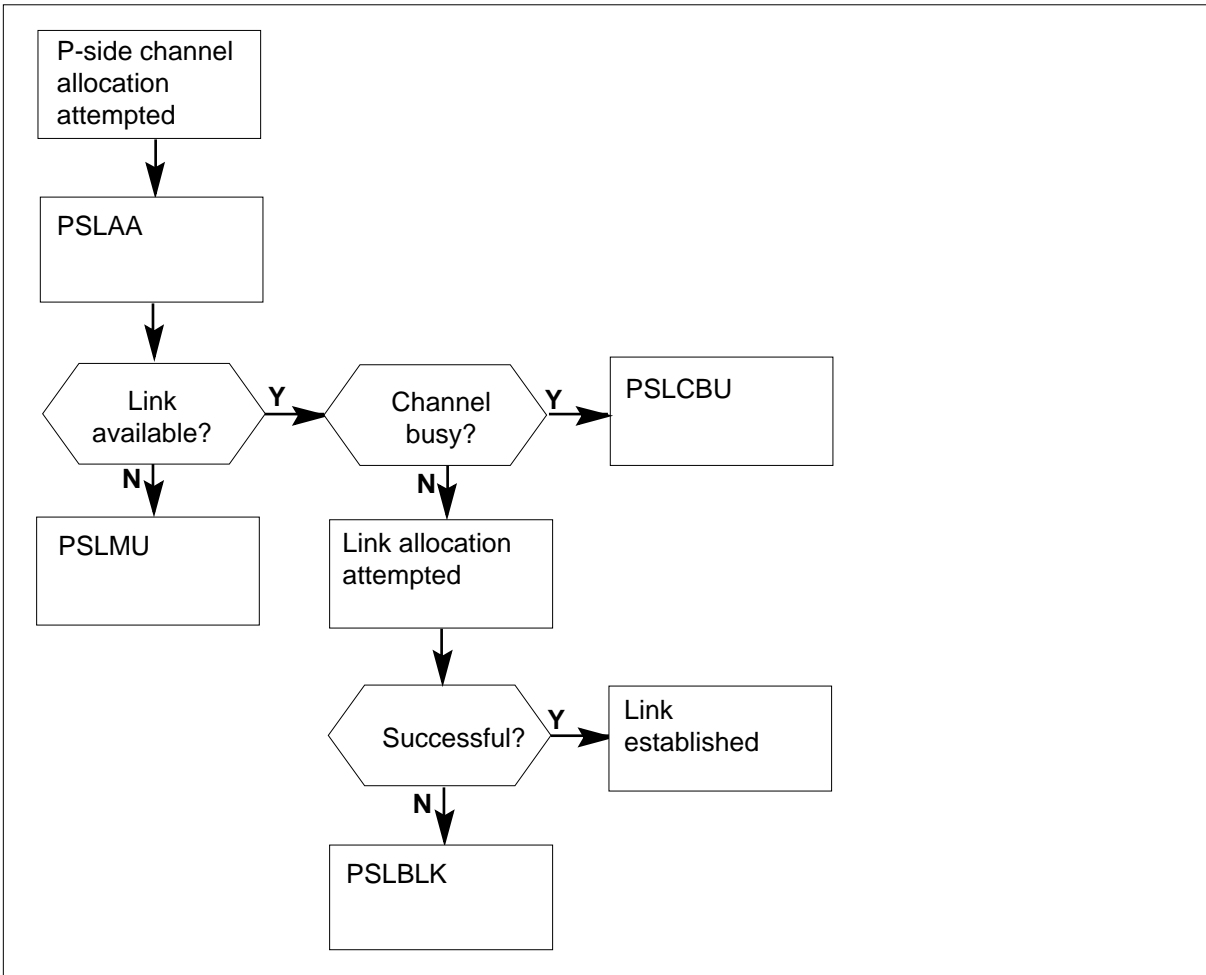 P-side channel
allocation
attempted
PSLAA
Link
available?
Y
Channel
busy?
Y
PSLCBU
N
PSLMU
N
Link allocation
attempted
Successful?
Y
Link
established
N
PSLBLK